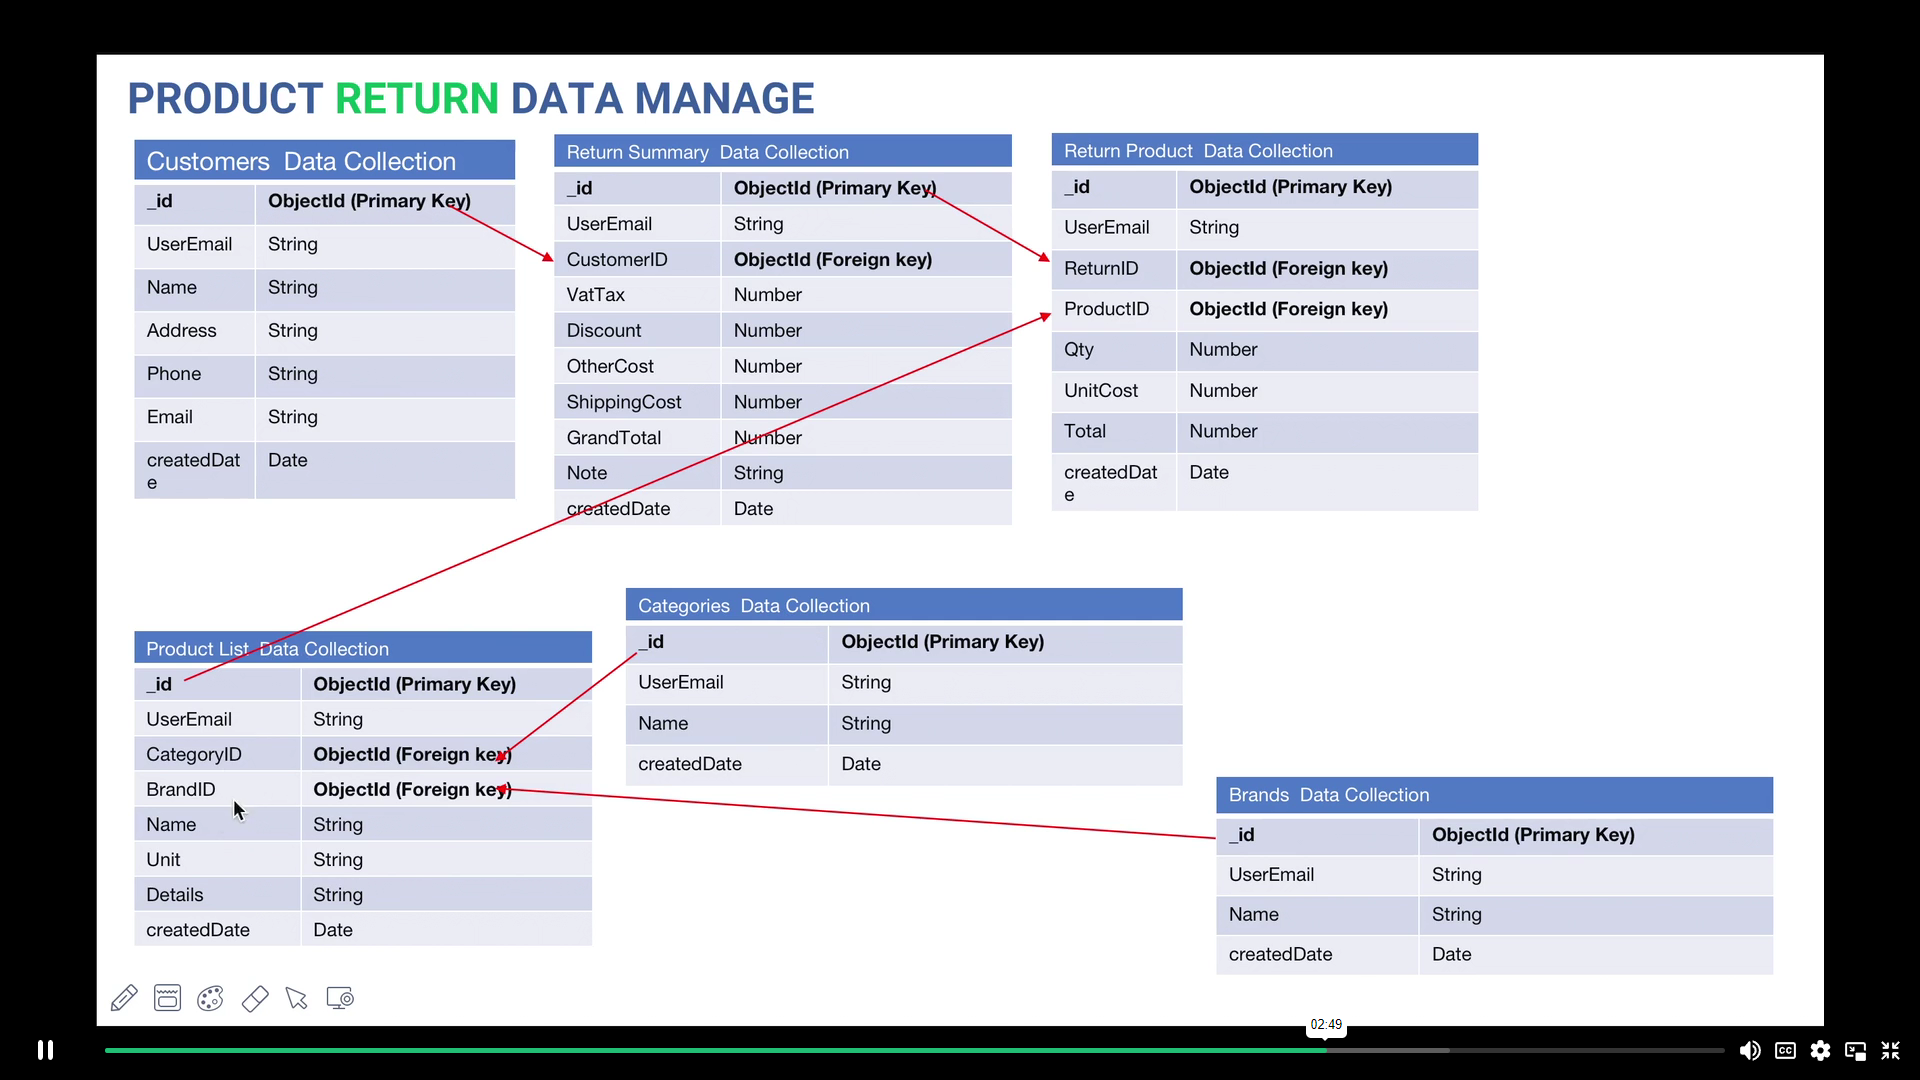 PRODUCT RETURN DATA MANAGE
Customers Data Collection
_id ObjectId (Primary Key)
UserEmail String
Name String
Address String
Phone String
Email String
createdDat Date
e
Return Summary Data Collection
_id ObjectId (Primary Key)
UserEmail String
CustomerID ObjectId (Foreign key)
VatTax Number
Discount Number
OtherCost Number
ShippingCost Number
GrandTotal Number
Note String
createdDate Date
Return Product Data Collection
_id ObjectId (Primary Key)
UserEmail String
ReturnID ObjectId (Foreign key)
ProductID ObjectId (Foreign key)
Qty Number
UnitCost Number
Total Number
createdDat Date
e
Product List Data Collection
_id ObjectId (Primary Key)
UserEmail String
CategoryID ObjectId (Foreign key)
BrandID ObjectId (Foreign key)
Name String
Unit String
Details String
createdDate Date
Categories Data Collection
_id ObjectId (Primary Key)
UserEmail String
Name String
createdDate Date
Brands Data Collection
_id ObjectId (Primary Key)
UserEmail String
Name String
createdDate Date
02:49
CC